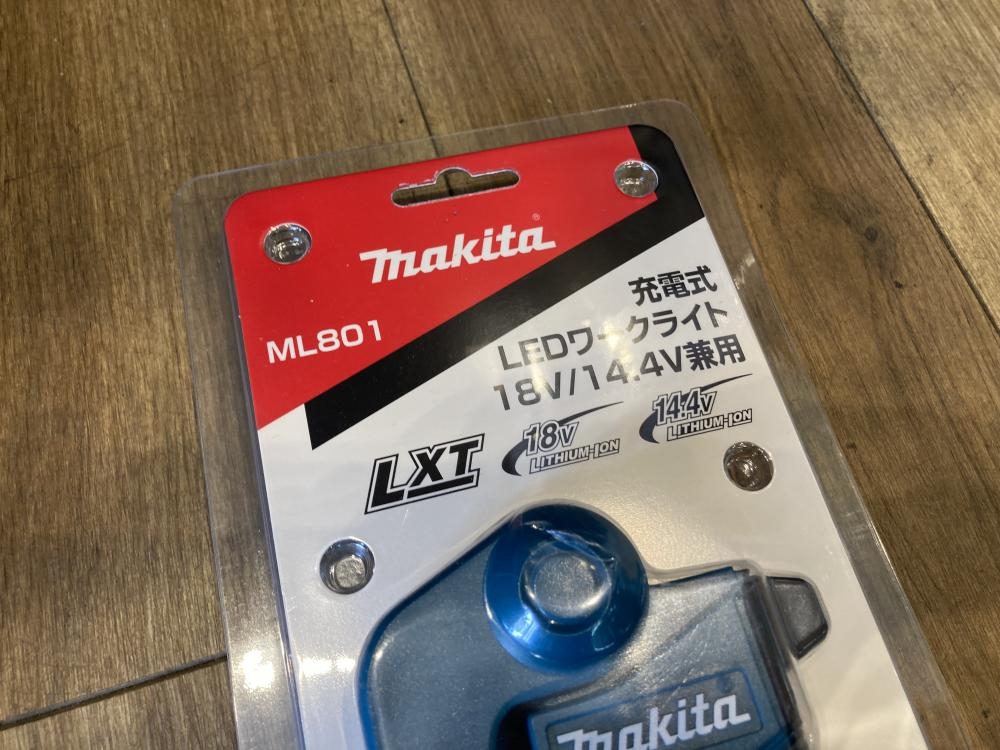 makita®
ML801
充電式
LEDワークライト
18V/14.4V兼用
LXT
18V
LITHIUM-ION
14.4V
LITHIUM-ION
makita